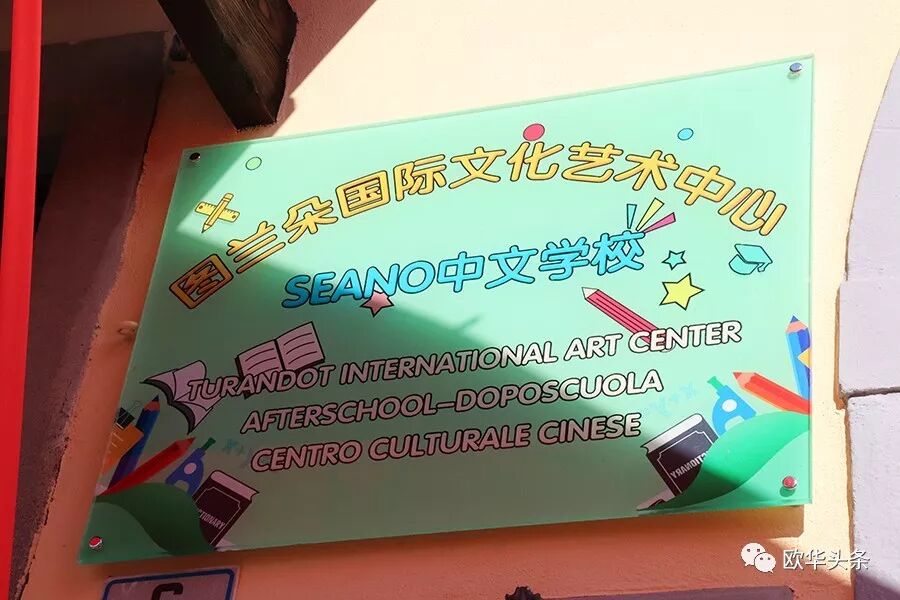 图兰朵国际文化艺术中心
SEANO中文学校
TURANDOT INTERNATIONAL ART CENTER
AFTERSCHOOL-DOPOSCUOLA
CENTRO CULTURALE CINESE
DICTIONARY
欧华头条